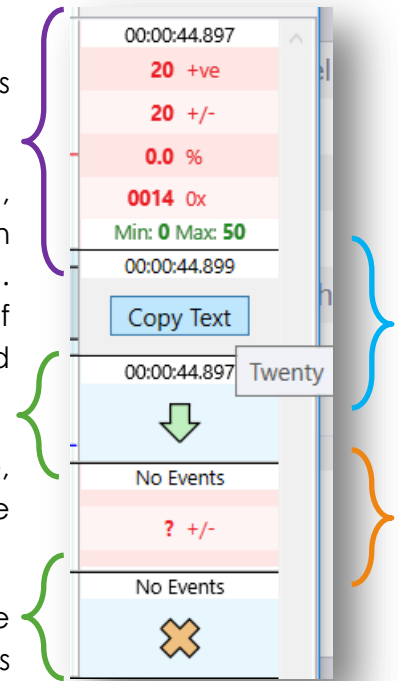 00:00:44.897
20 +ve
20 +/-
0.0 %
0014 0x
Min: 0 Max: 50
00:00:44.899
Copy Text
00:00:44.897
Twenty
No Events
? +/-
No Events